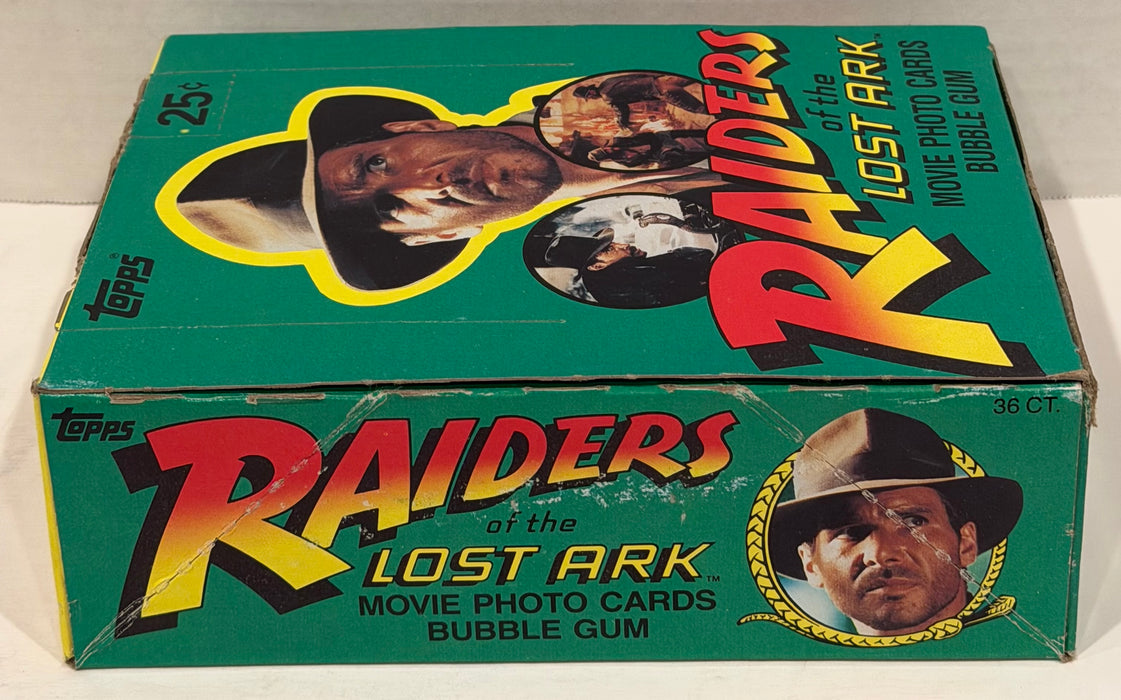 25¢
TOPPS®
RAIDERS
of the
LOST ARK™
MOVIE PHOTO CARDS
BUBBLE GUM
TOPPS
36 CT.
RAIDERS
of the
LOST ARK™
MOVIE PHOTO CARDS
BUBBLE GUM